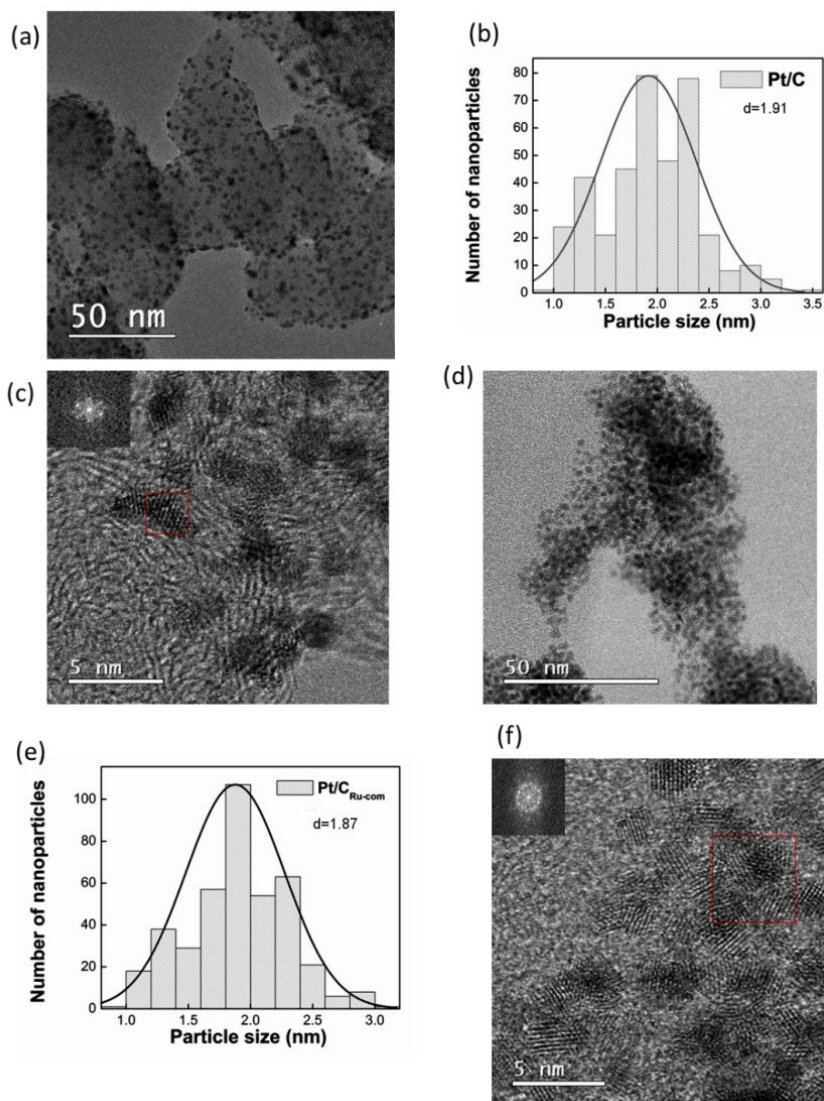 (a)
50 nm
(b)
Number of nanoparticles
80
70
60
50
40
30
20
10
0
Pt/C
d=1.91
1.0 1.5 2.0 2.5 3.0 3.5
Particle size (nm)
(c)
5 nm
(d)
50 nm
(e)
Number of nanoparticles
100
80
60
40
20
0
Pt/C Ru-com
d=1.87
1.0 1.5 2.0 2.5 3.0
Particle size (nm)
(f)
5 nm